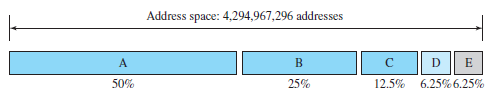 Address space: 4,294,967,296 addresses
A B C D E
50% 25% 12.5% 6.25% 6.25%